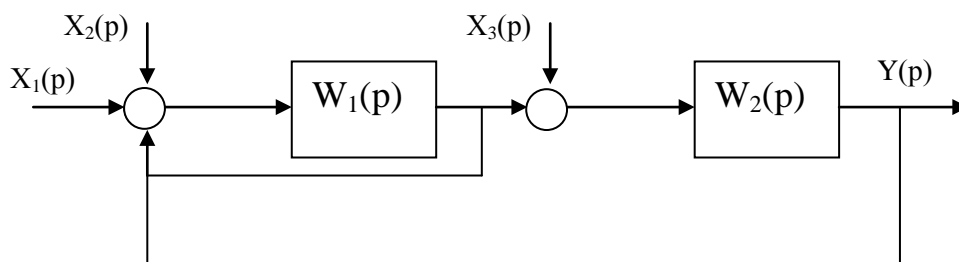 X₂(p)
X₃(p)
X₁(p)
W₁(p)
W₂(p)
Y(p)